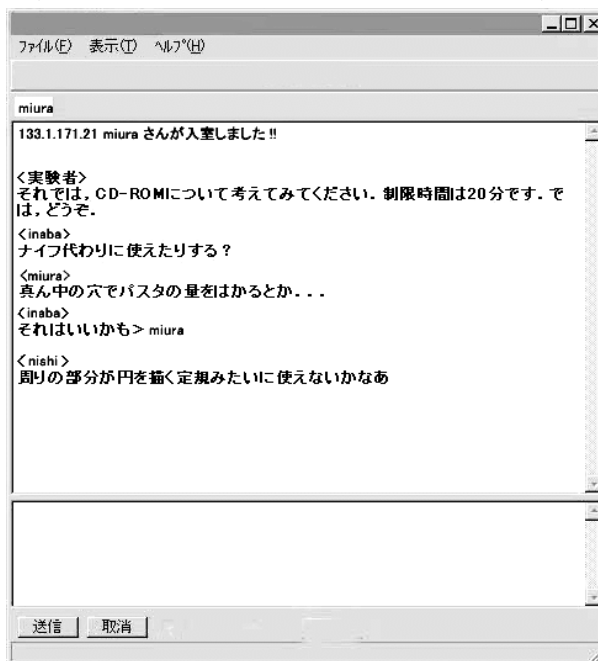 ファイル(F) 表示(T) ヘルプ(H)
miura
133.1.171.21 miura さんが入室しました!!
<実験者>
それでは，CD-ROMについて考えてみてください．制限時間は20分です．で
は，どうぞ．
<inaba>
ナイフ代わりに使えたりする？
<miura>
真ん中の穴でパスタの量をはかるとか．．．
<inaba>
それはいいかも＞miura
<nishi>
周りの部分が円を描く定規みたいに使えないかなあ
送信 取消